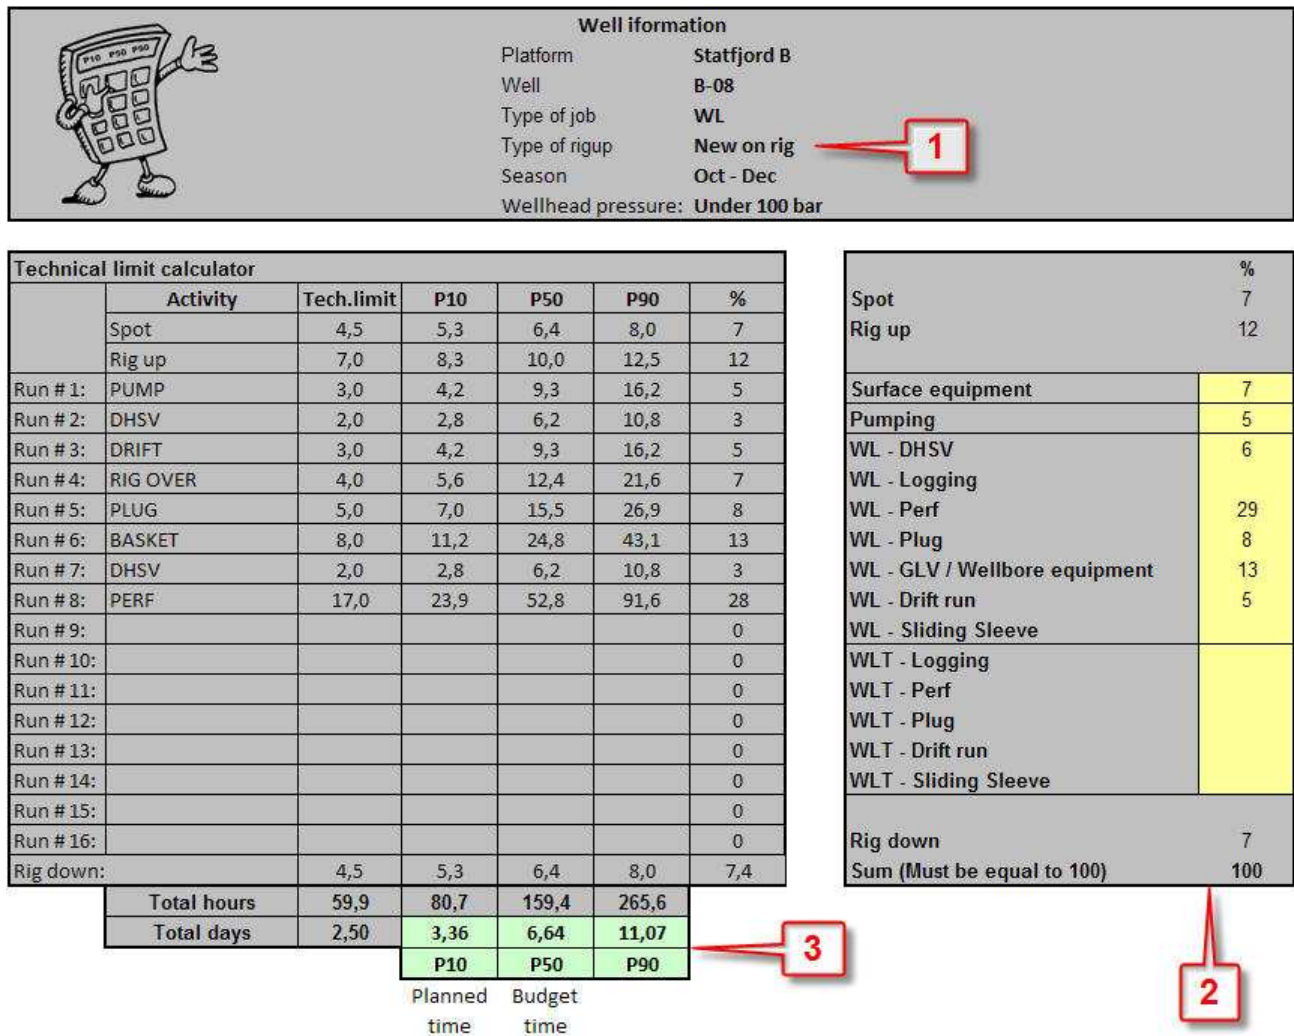 P10 P50 P90
Well iformation
Platform Statfjord B
Well B-08
Type of job WL
Type of rigup New on rig
1
Season Oct - Dec
Wellhead pressure: Under 100 bar
Technical limit calculator
Activity Tech.limit P10 P50 P90 %
Spot 4,5 5,3 6,4 8,0 7
Rig up 7,0 8,3 10,0 12,5 12
Run # 1: PUMP 3,0 4,2 9,3 16,2 5
Run # 2: DHSV 2,0 2,8 6,2 10,8 3
Run # 3: DRIFT 3,0 4,2 9,3 16,2 5
Run # 4: RIG OVER 4,0 5,6 12,4 21,6 7
Run # 5: PLUG 5,0 7,0 15,5 26,9 8
Run # 6: BASKET 8,0 11,2 24,8 43,1 13
Run # 7: DHSV 2,0 2,8 6,2 10,8 3
Run # 8: PERF 17,0 23,9 52,8 91,6 28
Run # 9: 0
Run # 10: 0
Run # 11: 0
Run # 12: 0
Run # 13: 0
Run # 14: 0
Run # 15: 0
Run # 16: 0
Rig down: 4,5 5,3 6,4 8,0 7,4
Total hours 59,9 80,7 159,4 265,6
Total days 2,50 3,36 6,64 11,07
P10 P50 P90
3
Planned Budget
time time
%
Spot 7
Rig up 12
Surface equipment 7
Pumping 5
WL - DHSV 6
WL - Logging
WL - Perf 29
WL - Plug 8
WL - GLV / Wellbore equipment 13
WL - Drift run 5
WL - Sliding Sleeve
WLT - Logging
WLT - Perf
WLT - Plug
WLT - Drift run
WLT - Sliding Sleeve
Rig down 7
Sum (Must be equal to 100) 100
2